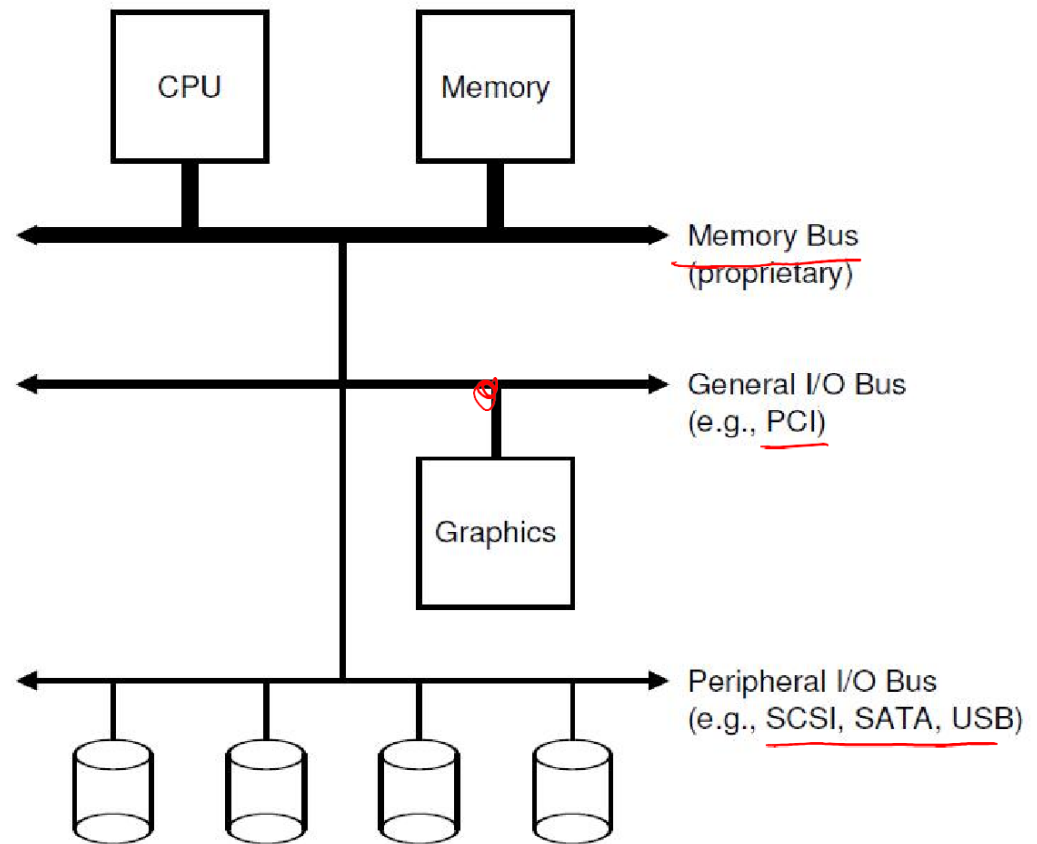 CPU
Memory
Memory Bus
(proprietary)
General I/O Bus
(e.g., PCI)
Graphics
Peripheral I/O Bus
(e.g., SCSI, SATA, USB)